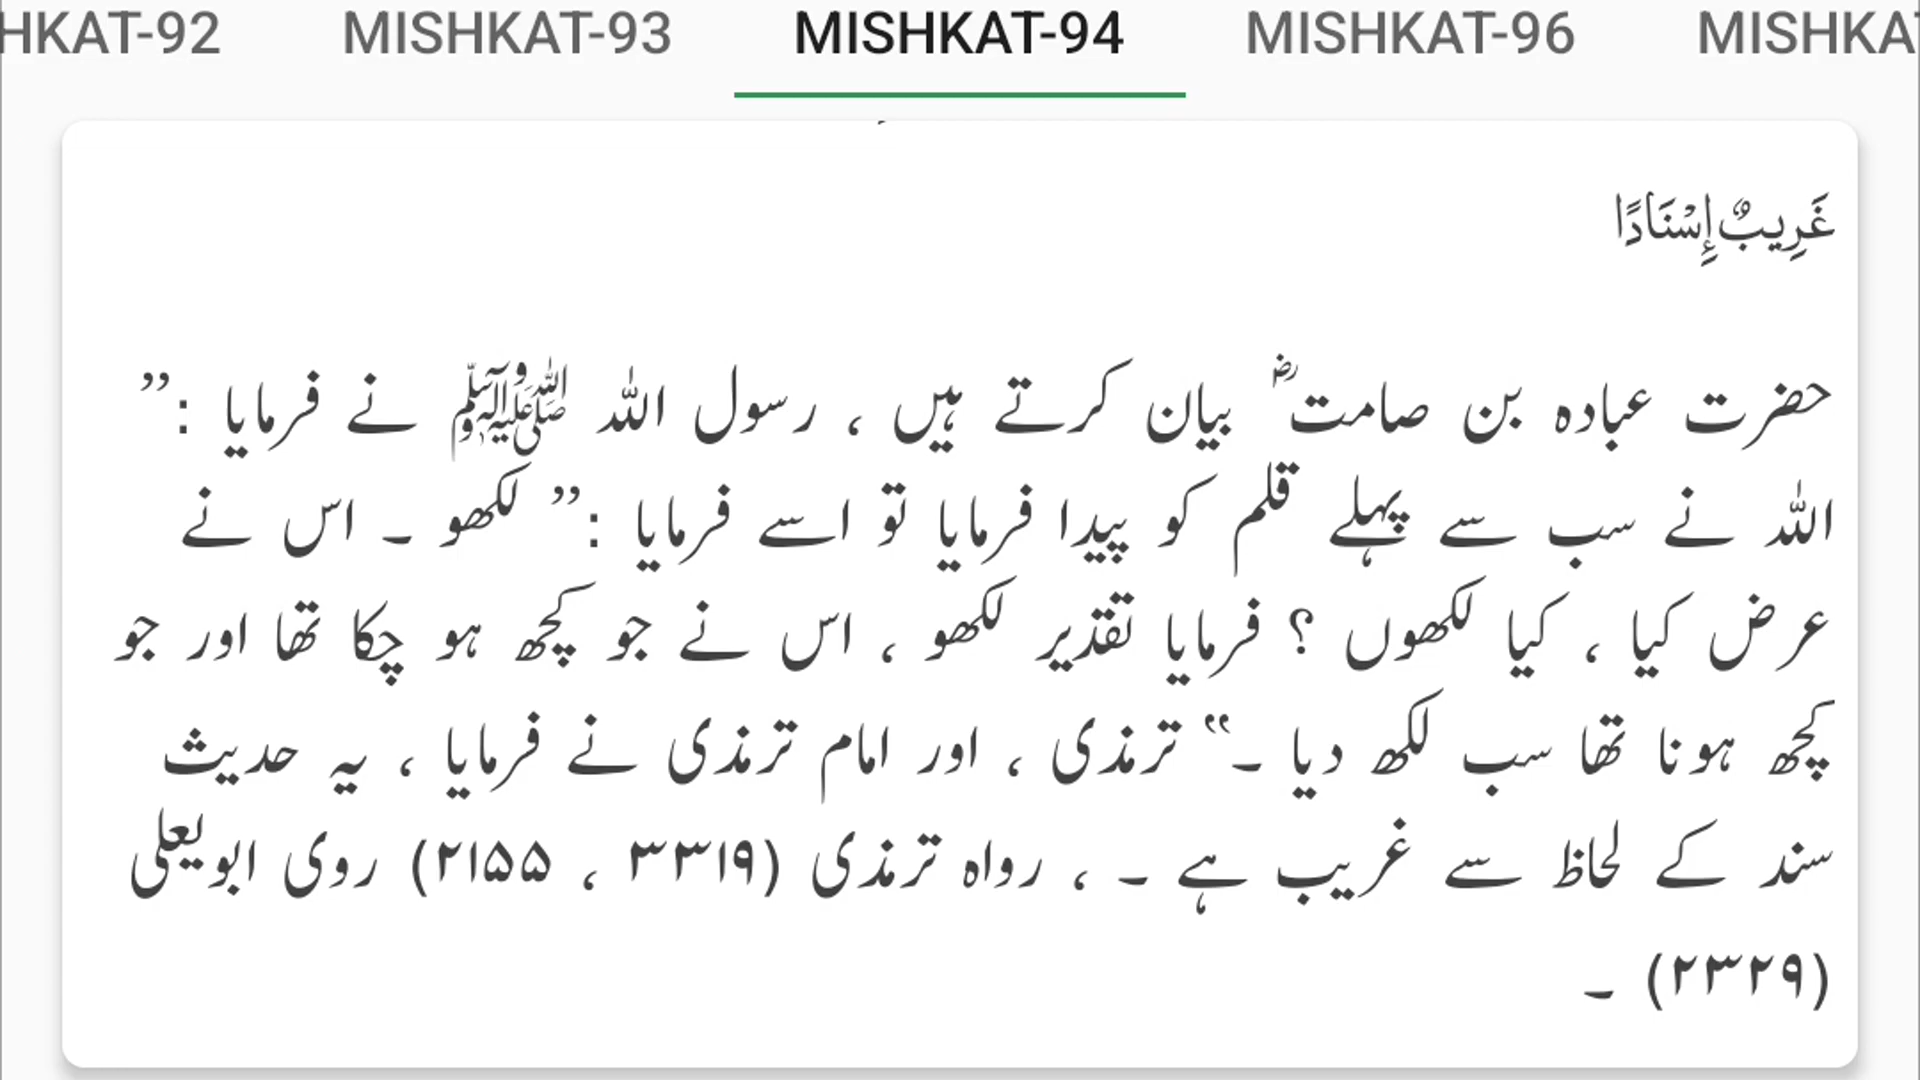 HKAT-92 MISHKAT-93 MISHKAT-94 MISHKAT-96 MISHKA
غَرِيبٌ إِسْنَادًا
حضرت عبادہ بن صامت ؓ بیان کرتے ہیں ، رسول اللہ ﷺ نے فرمایا :’’
اللہ نے سب سے پہلے قلم کو پیدا فرمایا تو اسے فرمایا :’’ لکھو ۔ اس نے
عرض کیا ، کیا لکھوں ؟ فرمایا تقدیر لکھو ، اس نے جو کچھ ہو چکا تھا اور جو
کچھ ہونا تھا سب لکھ دیا ۔‘‘ ترمذی ، اور امام ترمذی نے فرمایا ، یہ حدیث
سند کے لحاظ سے غریب ہے ۔ ، رواہ ترمذی (۳۳۱۹ ، ۲۱۵۵) روی ابویعلی
(۲۳۲۹) ۔